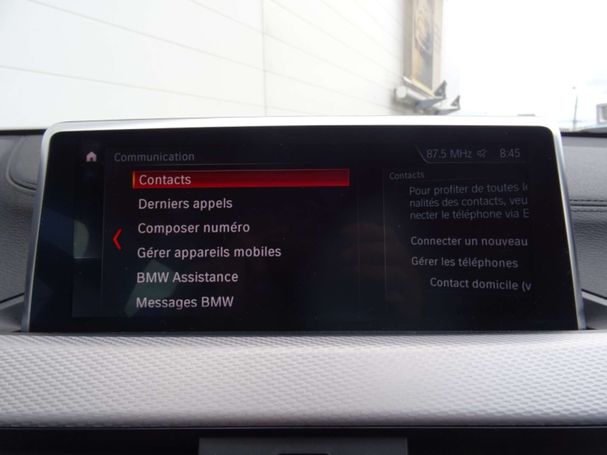 Communication
87.5 MHz 8:45
Contacts
Derniers appels
Composer numéro
Gérer appareils mobiles
BMW Assistance
Messages BMW
Contacts
Pour profiter de toutes
nalités des contacts, veu
necter le téléphone via
Connecter un nouveau
Gérer les téléphones
Contact domicile (v